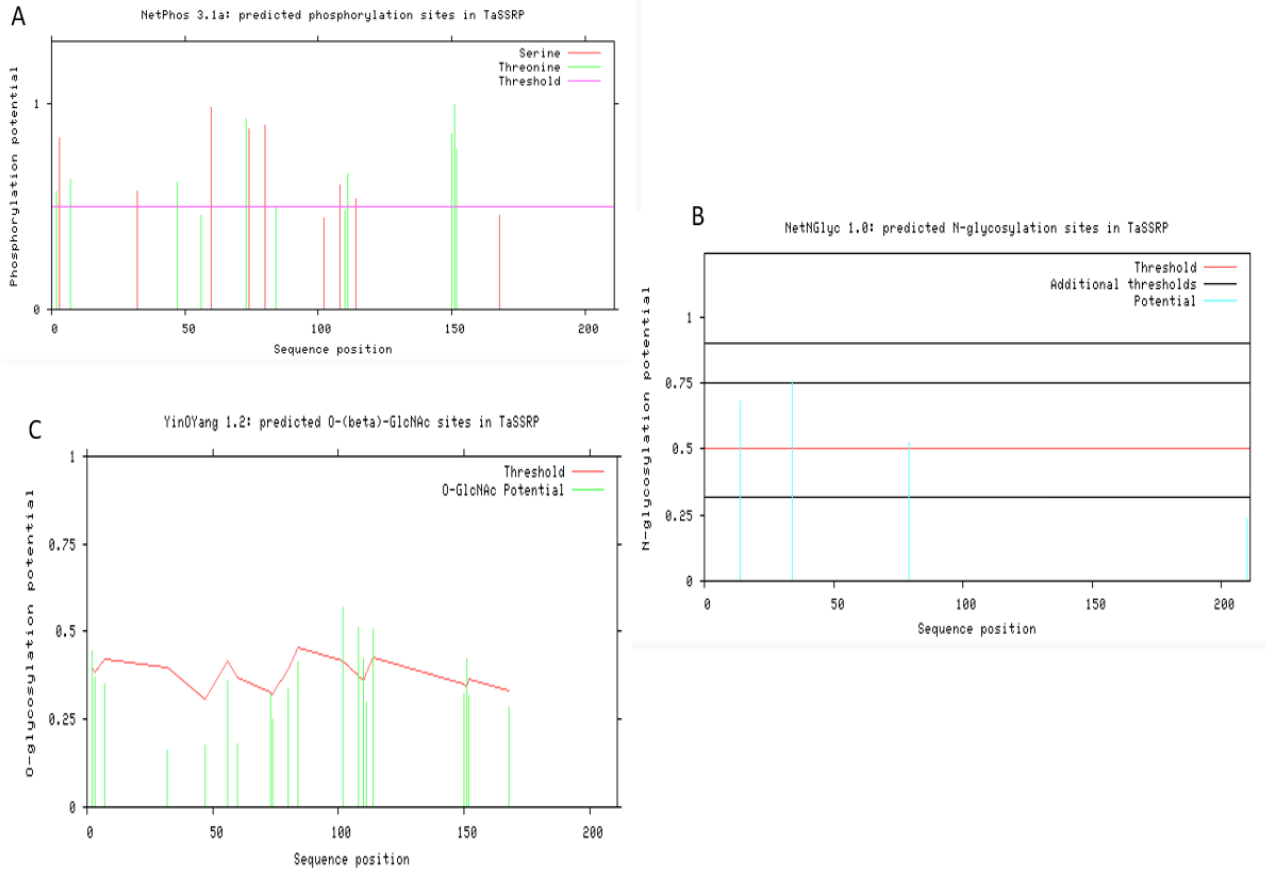 A
NetPhos 3.1a: predicted phosphorylation sites in TaSSRP
Serine
Threonine
Threshold
Phosphorylation potential
1
0
0 50 100 150 200
Sequence position
B
NetNGlyc 1.0: predicted N-glycosylation sites in TaSSRP
Threshold
Additional thresholds
Potential
N-glycosylation potential
1
0.75
0.5
0.25
0
0 50 100 150 200
Sequence position
C
YinOYang 1.2: predicted O-(beta)-GlcNAc sites in TaSSRP
Threshold
O-GlcNAc Potential
O-glycosylation potential
1
0.75
0.5
0.25
0
0 50 100 150 200
Sequence position